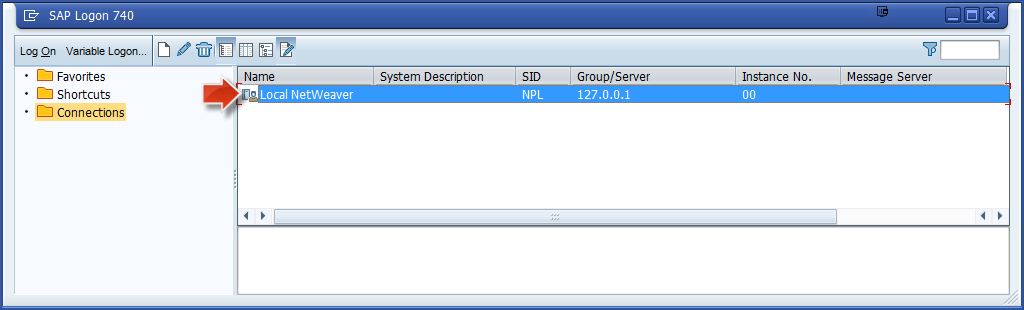 SAP Logon 740
Log On Variable Logon...
Favorites
Shortcuts
Connections
Name System Description SID Group/Server Instance No. Message Server
Local NetWeaver NPL 127.0.0.1 00